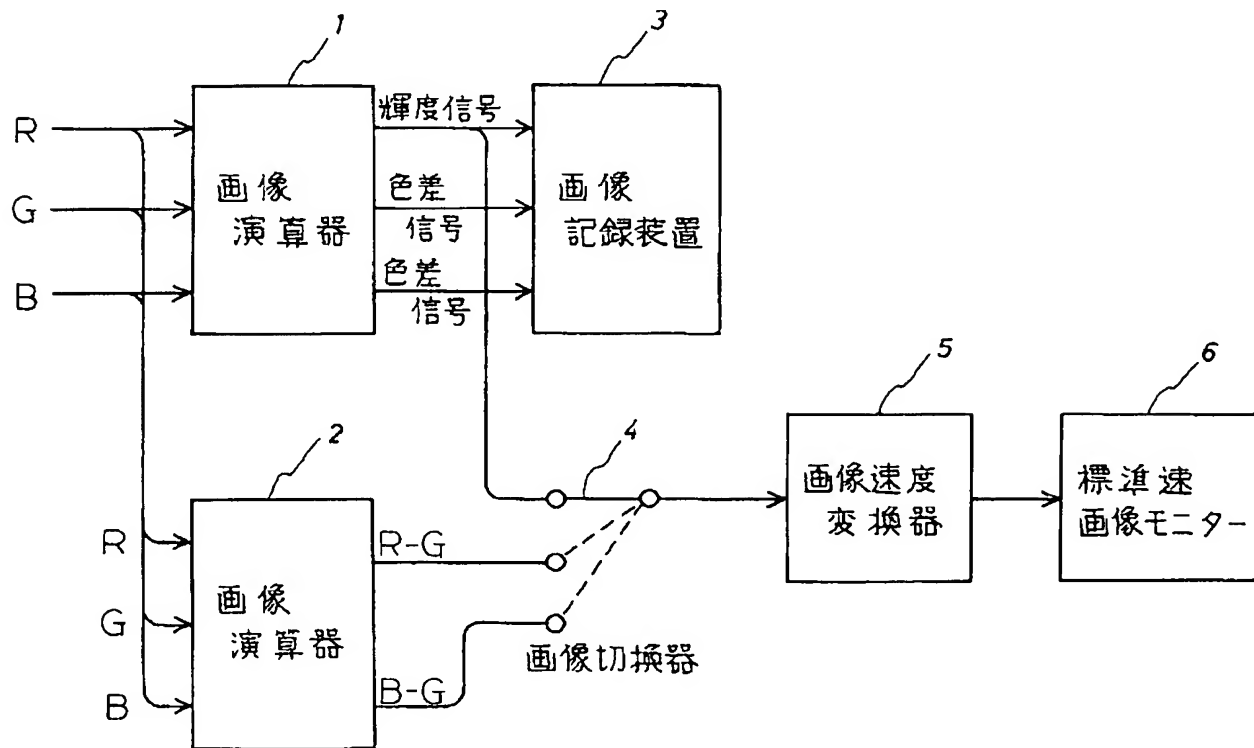 1
3
R
G
B
画像
演算器
輝度信号
色差
信号
色差
信号
画像
記録装置
2
4
5
6
R
G
B
画像
演算器
R-G
B-G
画像切換器
画像速度
変換器
標準速
画像モニター